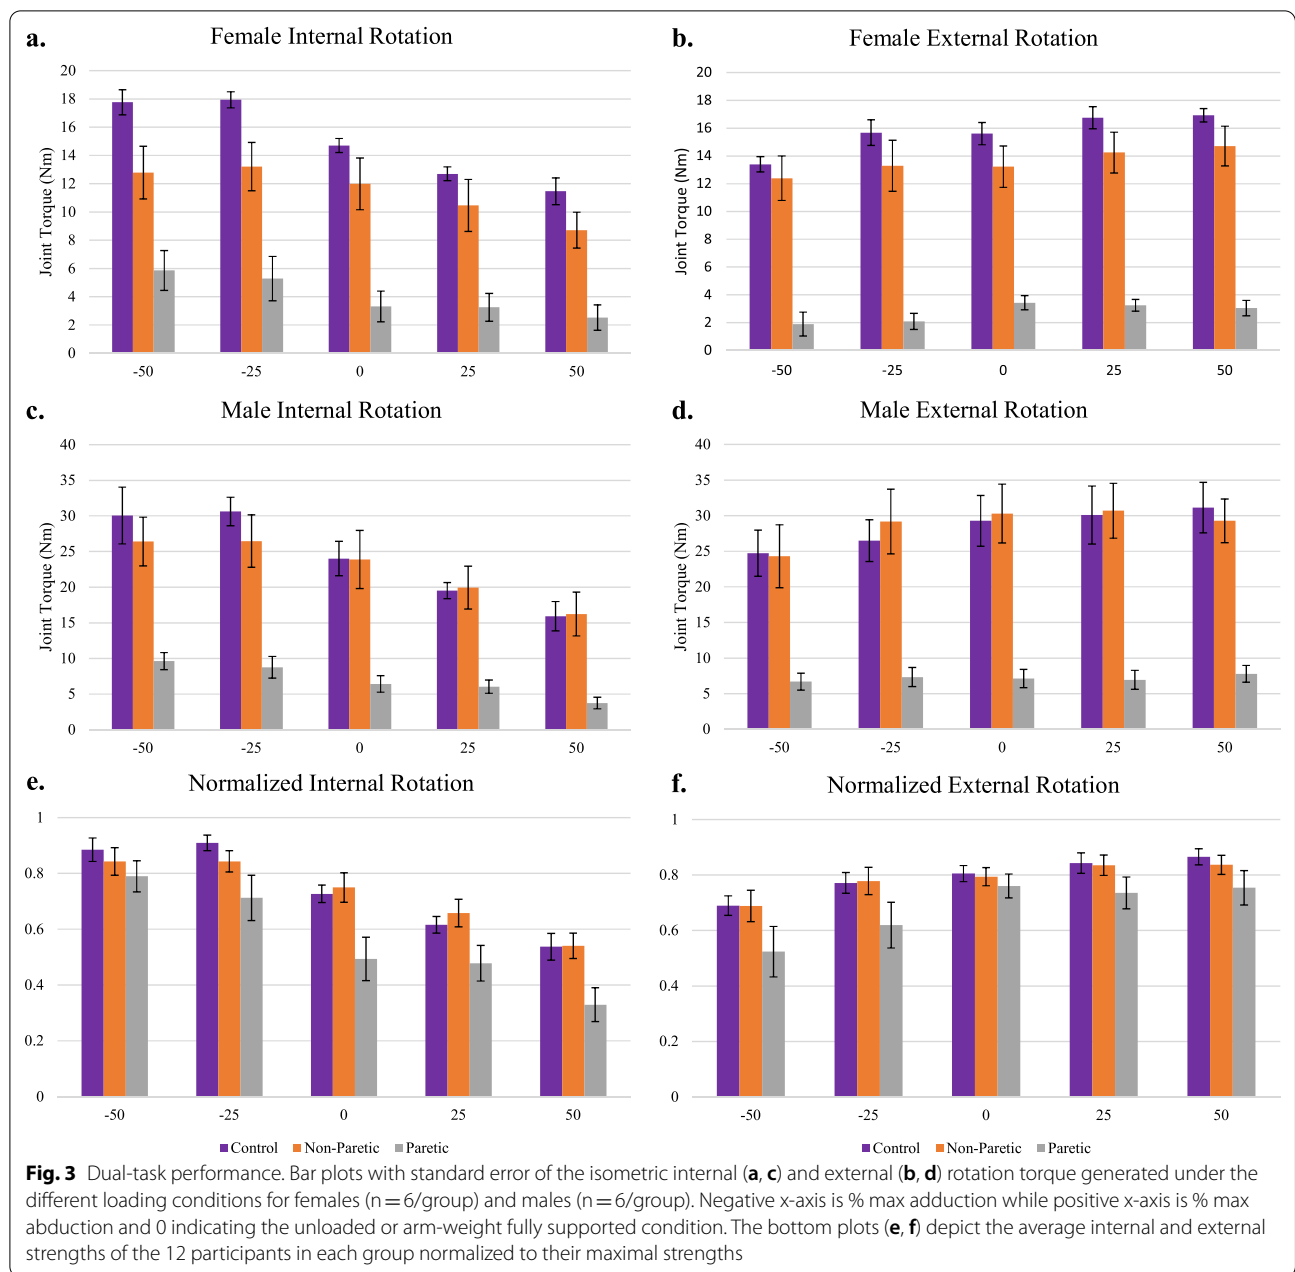 a.
Female Internal Rotation
Joint Torque (Nm)
20
18
16
14
12
10
8
6
4
2
0
-50 -25 0 25 50
b.
Female External Rotation
Joint Torque (Nm)
20
18
16
14
12
10
8
6
4
2
0
-50 -25 0 25 50
c.
Male Internal Rotation
Joint Torque (Nm)
40
35
30
25
20
15
10
5
0
-50 -25 0 25 50
d.
Male External Rotation
Joint Torque (Nm)
40
35
30
25
20
15
10
5
0
-50 -25 0 25 50
e.
Normalized Internal Rotation
1
0.8
0.6
0.4
0.2
0
-50 -25 0 25 50
Control Non-Paretic Paretic
f.
Normalized External Rotation
1
0.8
0.6
0.4
0.2
0
-50 -25 0 25 50
Control Non-Paretic Paretic
Fig. 3 Dual-task performance. Bar plots with standard error of the isometric internal (a, c) and external (b, d) rotation torque generated under the
different loading conditions for females (n = 6/group) and males (n = 6/group). Negative x-axis is % max adduction while positive x-axis is % max
abduction and 0 indicating the unloaded or arm-weight fully supported condition. The bottom plots (e, f) depict the average internal and external
strengths of the 12 participants in each group normalized to their maximal strengths